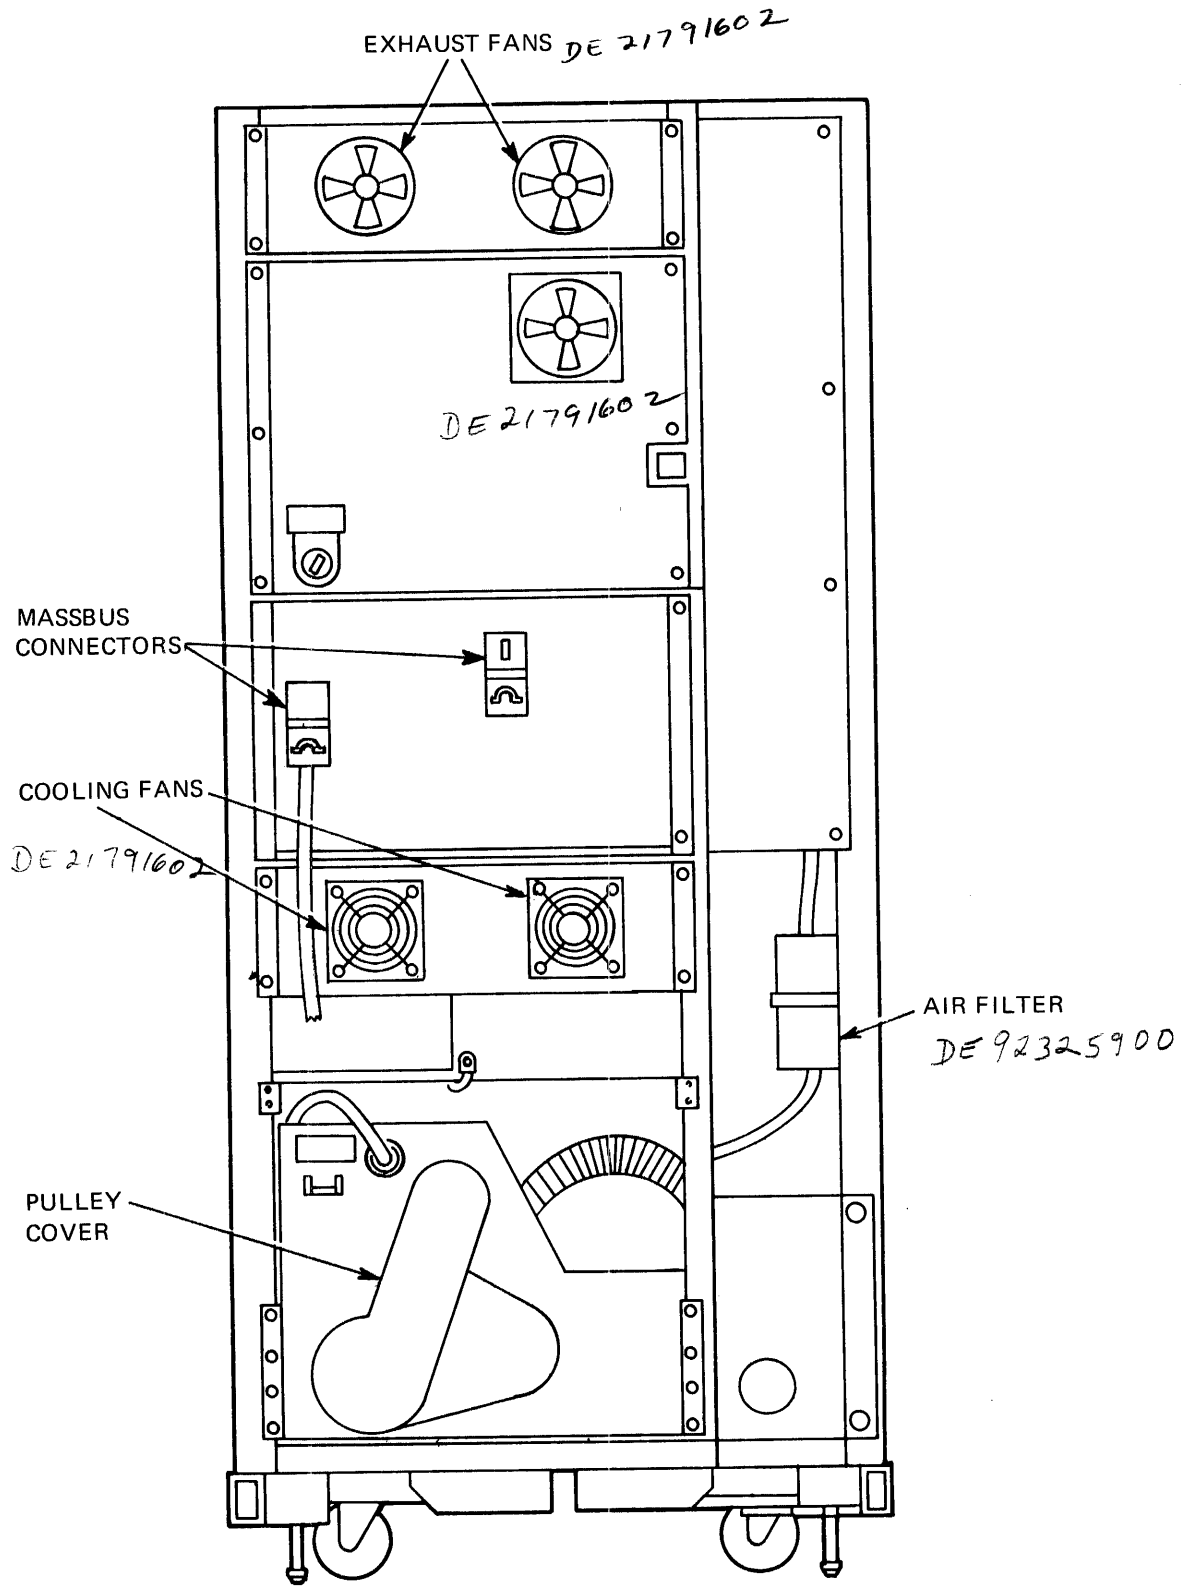 EXHAUST FANS DE 21791602
DE 21791602
MASSBUS
CONNECTORS
COOLING FANS
DE 21791602
AIR FILTER
DE 92325900
PULLEY
COVER